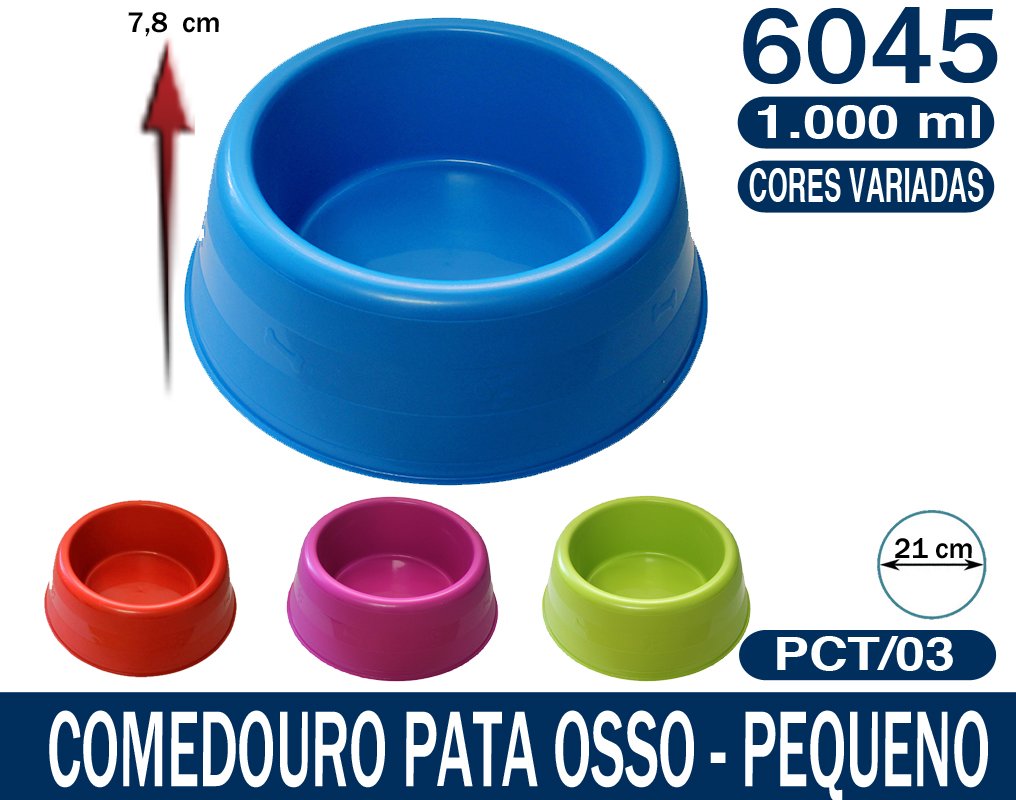 7,8 cm
6045
1.000 ml
CORES VARIADAS
21 cm
PCT/03
COMEDOURO PATA OSSO - PEQUENO